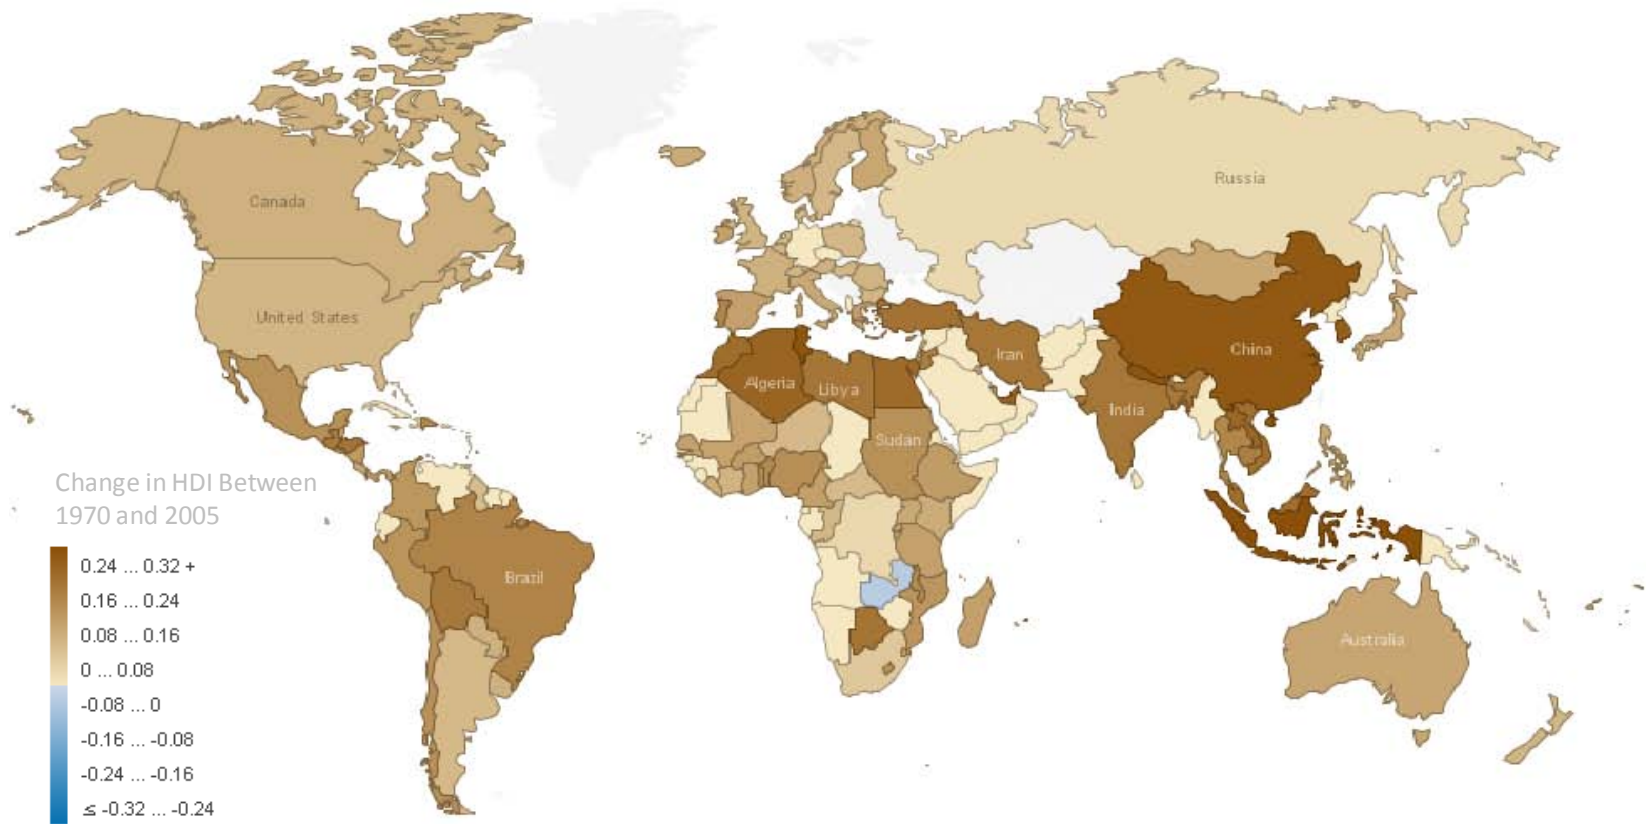 Canada
Russia
United States
China
Iran
Algeria
Libya
India
Sudan
Brazil
Australia
Change in HDI Between
1970 and 2005
0.24 ... 0.32 +
0.16 ... 0.24
0.08 ... 0.16
0 ... 0.08
-0.08 ... 0
-0.16 ... -0.08
-0.24 ... -0.16
≤ -0.32 ... -0.24